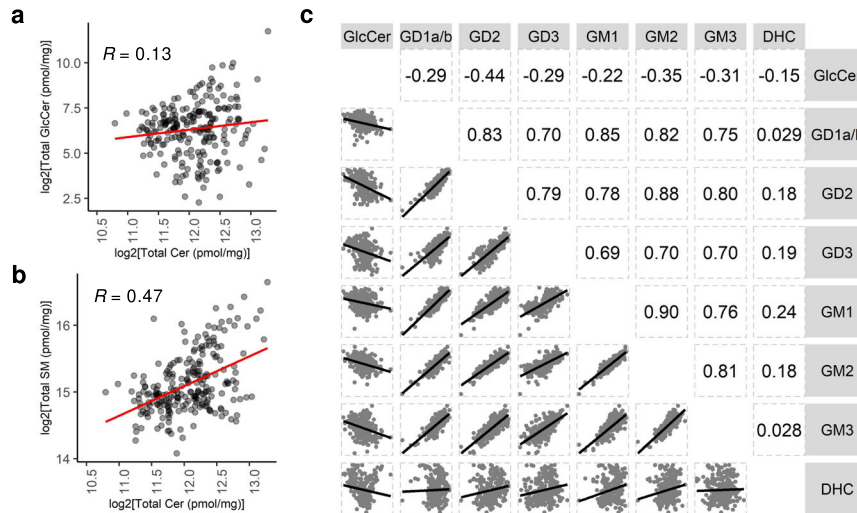 a
R = 0.13
log2[Total GlcCer (pmol/mg)]
10.0
7.5
5.0
2.5
10.5 11.0 11.5 12.0 12.5 13.0
log2[Total Cer (pmol/mg)]
b
R = 0.47
log2[Total SM (pmol/mg)]
16
15
14
10.5 11.0 11.5 12.0 12.5 13.0
log2[Total Cer (pmol/mg)]
c
GlcCer GD1a/b GD2 GD3 GM1 GM2 GM3 DHC
-0.29 -0.44 -0.29 -0.22 -0.35 -0.31 -0.15 GlcCe
0.83 0.70 0.85 0.82 0.75 0.029 GD1a/
0.79 0.78 0.88 0.80 0.18 GD2
0.69 0.70 0.70 0.19 GD3
0.90 0.76 0.24 GM1
0.81 0.18 GM2
0.028 GM3
DHC